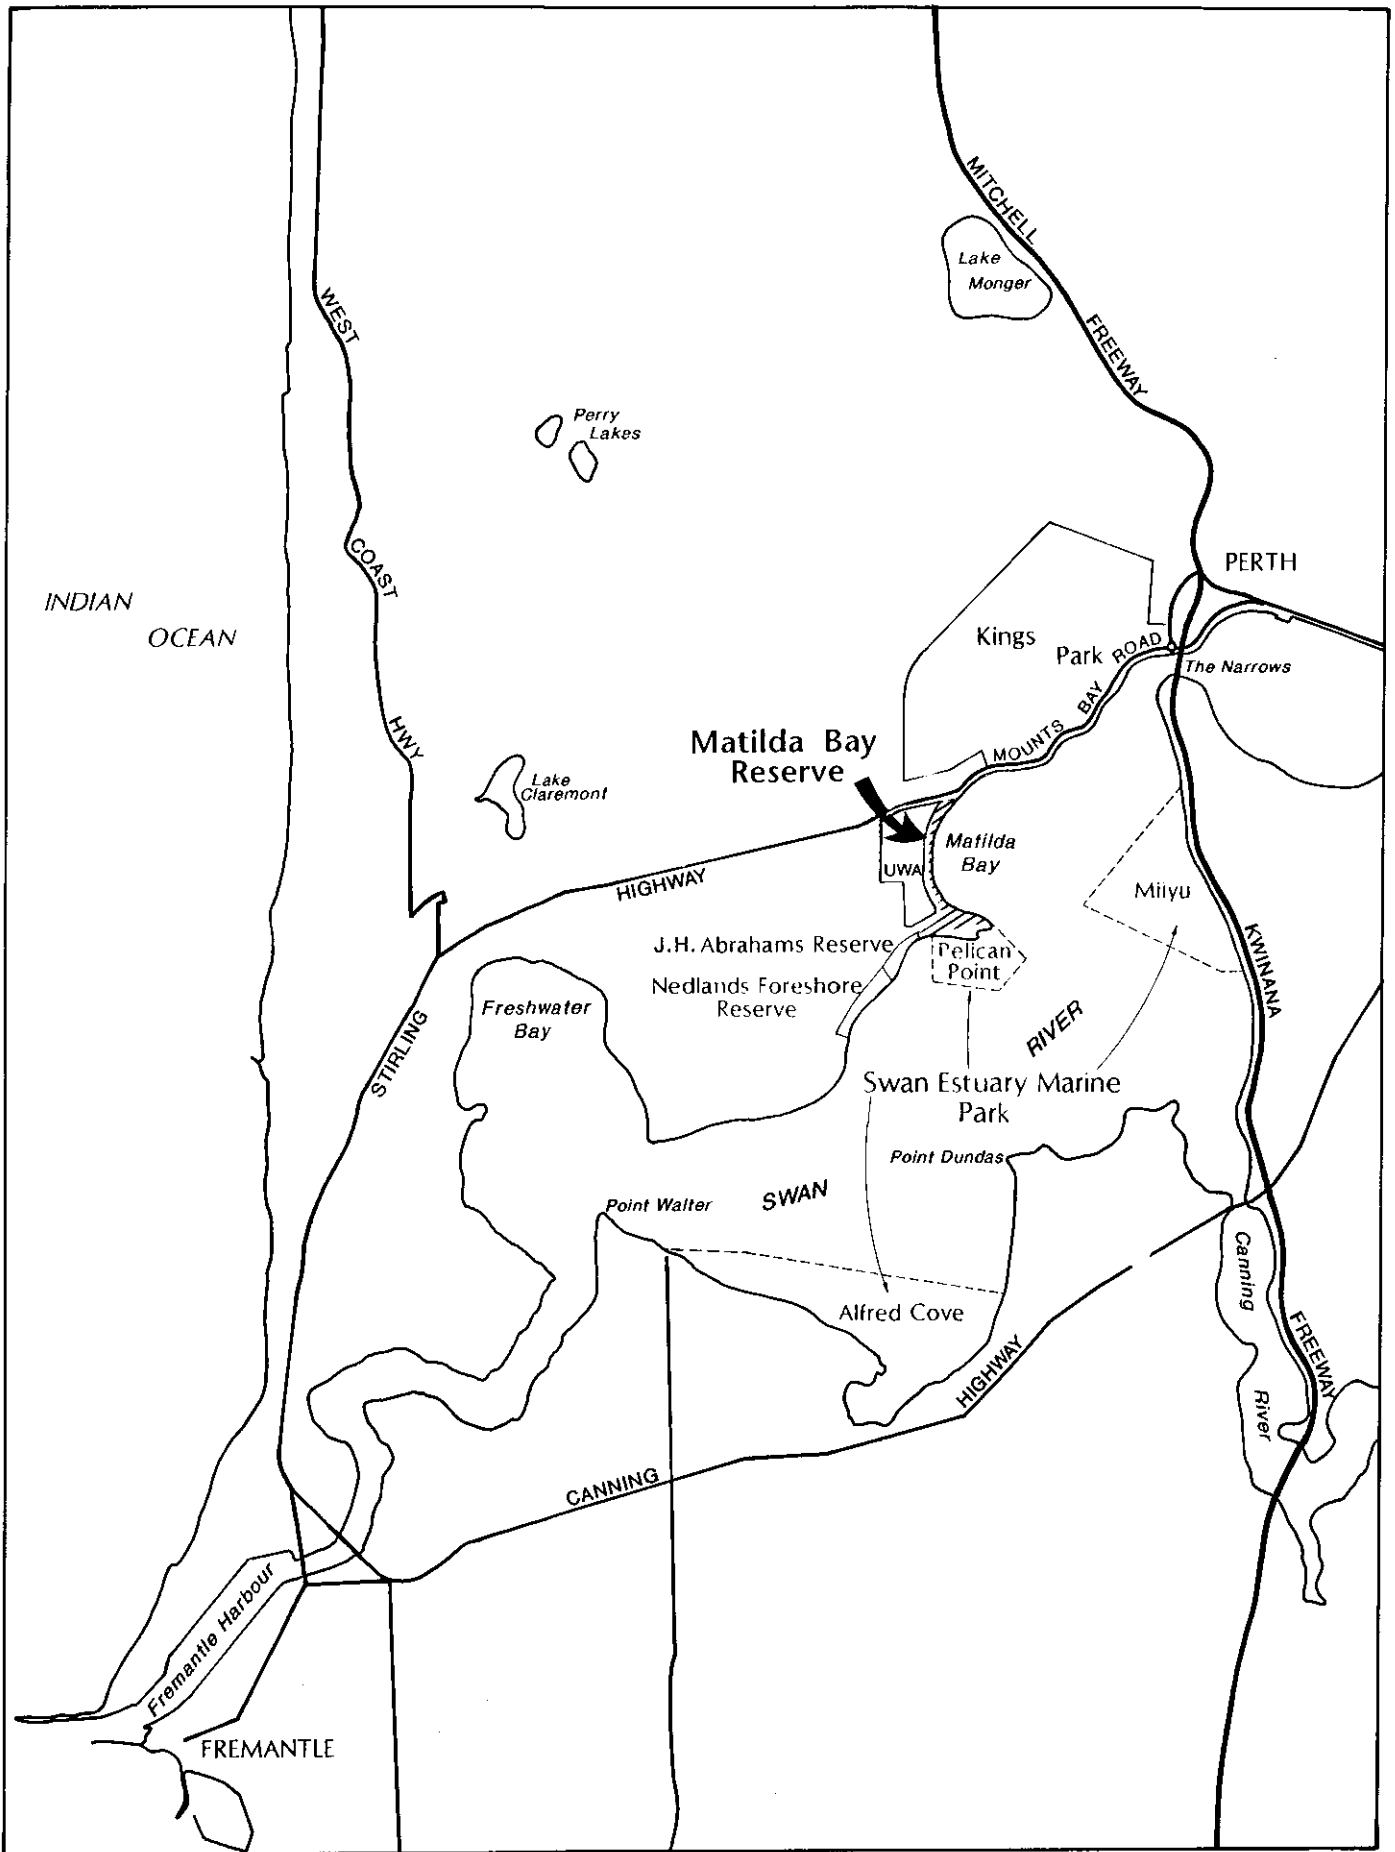 MITCHELL
FREEWAY
Lake
Monger
WEST
COAST
HWY
Perry
Lakes
INDIAN
OCEAN
PERTH
Kings
Park
MOUNTS BAY ROAD
The Narrows
Matilda Bay
Reserve
Lake
Claremont
Matilda
Bay
UWA
Milyu
STIRLING
HIGHWAY
J.H. Abrahams Reserve
Pelican
Point
Nedlands Foreshore
Reserve
KWINANA
FREEWAY
Freshwater
Bay
SWAN
RIVER
Swan Estuary Marine
Park
Point Dundas
Point Walter
Alfred Cove
Canning
River
CANNING
HIGHWAY
Fremantle Harbour
FREMANTLE